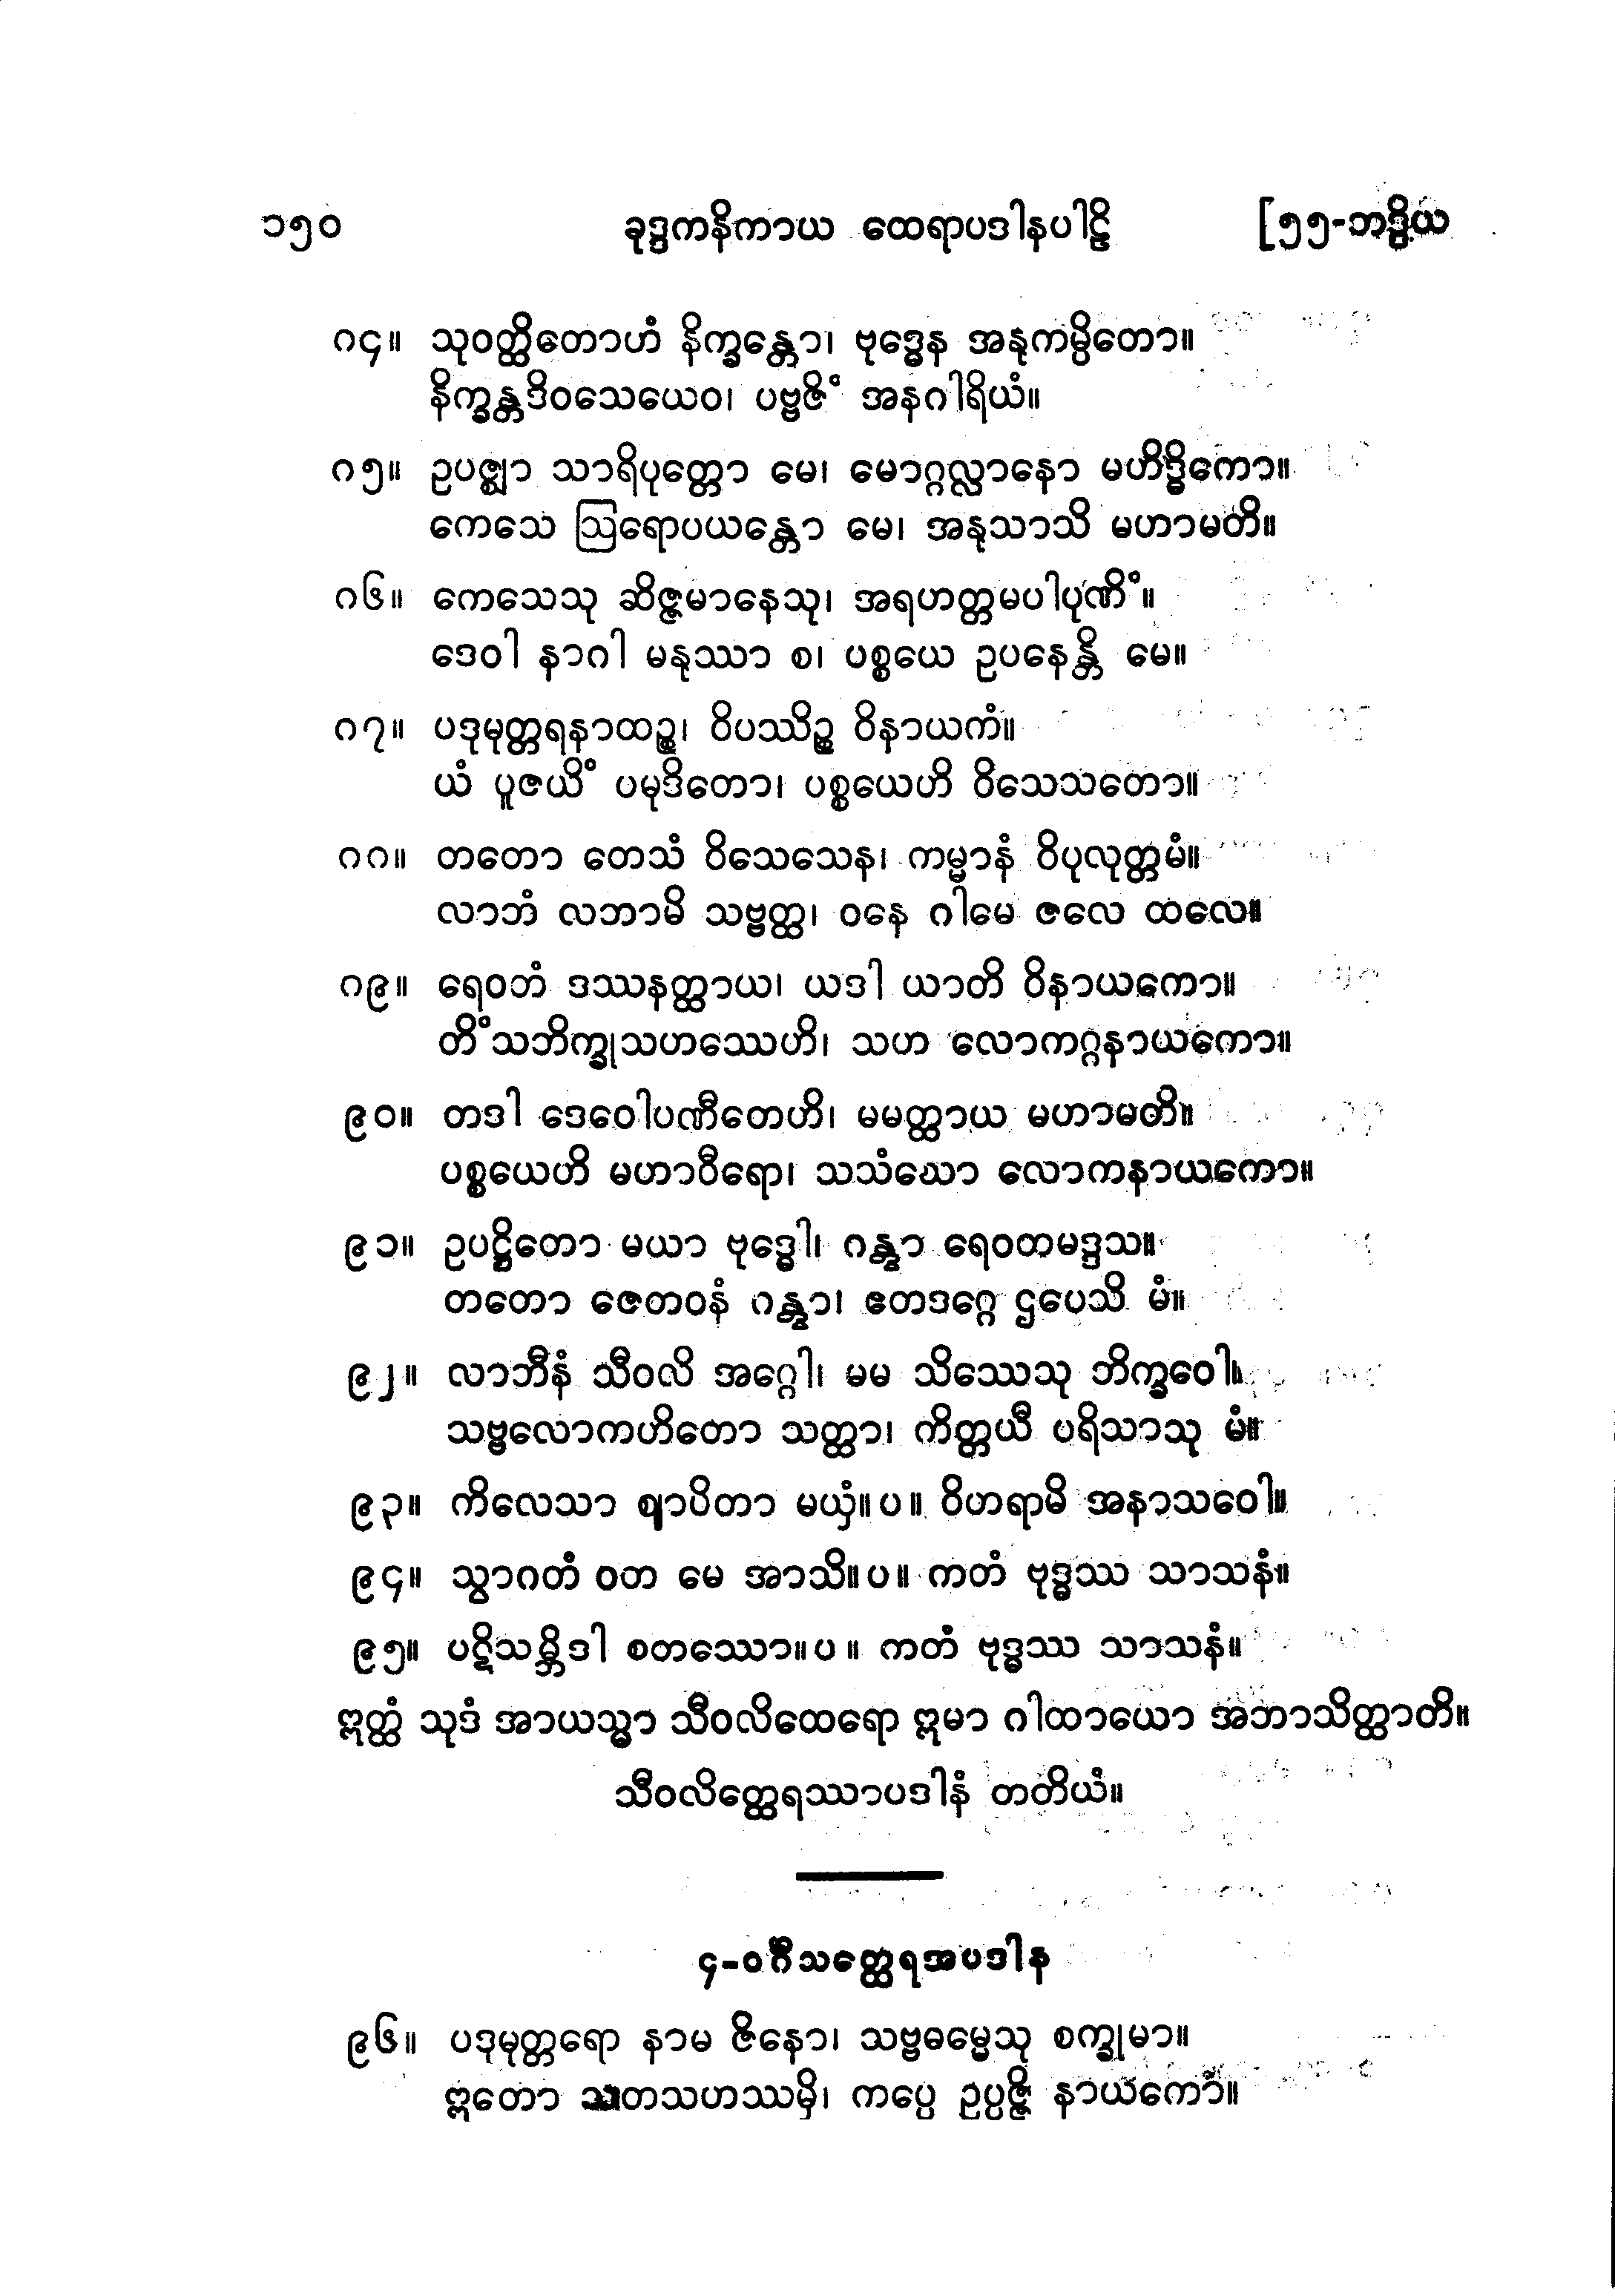 ၁၅၀ ခုဒ္ဒကနိကာယ ထေရာပဒါနပါဠိ [၅၅-ဘဒ္ဒိယ
၈၄။ သုဝတ္ထိတောဟံ နိက္ခန္တော၊ ဗုဒ္ဓေန အနုကမ္ပိတော။
နိက္ခန္တဒိဝသေယေဝ၊ ပဗ္ဗဇိံ အနဂါရိယံ။
၈၅။ ဥပဇ္ဈာ သာရိပုတ္တော မေ၊ မောဂ္ဂလ္လာနော မဟိဒ္ဓိကော။
ကေသေ ဩရောပယန္တော မေ၊ အနုသာသိ မဟာမတိ။
၈၆။ ကေသေသု ဆိဇ္ဇမာနေသု၊ အရဟတ္တမပါပုဏိံ။
ဒေဝါ နာဂါ မနုဿာ စ၊ ပစ္စယေ ဥပနေန္တိ မေ။
၈၇။ ပဒုမုတ္တရနာထဉ္စ၊ ဝိပဿိဉ္စ ဝိနာယကံ။
ယံ ပူဇယိံ ပမုဒိတော၊ ပစ္စယေဟိ ဝိသေသတော။
၈၈။ တတော တေသံ ဝိသေသေန၊ ကမ္မာနံ ဝိပုလုတ္တမံ။
လာဘံ လဘာမိ သဗ္ဗတ္ထ၊ ဝနေ ဂါမေ ဇလေ ထလေ။
၈၉။ ရေဝတံ ဒဿနတ္ထာယ၊ ယဒါ ယာတိ ဝိနာယကော။
တိံသဘိက္ခုသဟဿေဟိ၊ သဟ လောကဂ္ဂနာယကော။
၉၀။ တဒါ ဒေဝေါပဏီတေဟိ၊ မမတ္ထာယ မဟာမတိ။
ပစ္စယေဟိ မဟာဝီရော၊ သသံဃော လောကနာယကော။
၉၁။ ဥပဋ္ဌိတော မယာ ဗုဒ္ဓေါ၊ ဂန္တွာ ရေဝတမဒ္ဒသ။
တတော ဇေတဝနံ ဂန္တွာ၊ ဧတဒဂ္ဂေ ဌပေသိ မံ။
၉၂။ လာဘီနံ သီဝလိ အဂ္ဂေါ၊ မမ သိဿေသု ဘိက္ခဝေါ။
သဗ္ဗလောကဟိတော သတ္ထာ၊ ကိတ္တယီ ပရိသာသု မံ။
၉၃။ ကိလေသာ ဈာပိတာ မယှံ။ပ။ ဝိဟရာမိ အနာသဝေါ။
၉၄။ သွာဂတံ ဝတ မေ အာသိ။ပ။ ကတံ ဗုဒ္ဓဿ သာသနံ။
၉၅။ ပဋိသမ္ဘိဒါ စတဿော။ပ။ ကတံ ဗုဒ္ဓဿ သာသနံ။
ဣတ္ထံ သုဒံ အာယသ္မာ သီဝလိထေရော ဣမာ ဂါထာယော အဘာသိတ္ထာတိ။
သီဝလိတ္ထေရဿာပဒါနံ တတိယံ။
၄-ဝင်္ဂီသတ္ထေရအပဒါန
၉၆။ ပဒုမုတ္တရော နာမ ဇိနော၊ သဗ္ဗဓမ္မေသု စက္ခုမာ။
ဣတော သတသဟဿမှိ၊ ကပ္ပေ ဥပ္ပဇ္ဇိ နာယကော။